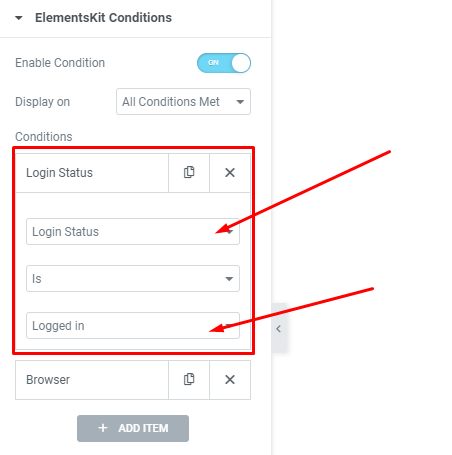 ElementsKit Conditions
Enable Condition
ON
Display on
All Conditions Met
Conditions
Login Status
Login Status
Is
Logged in
Browser
+ ADD ITEM